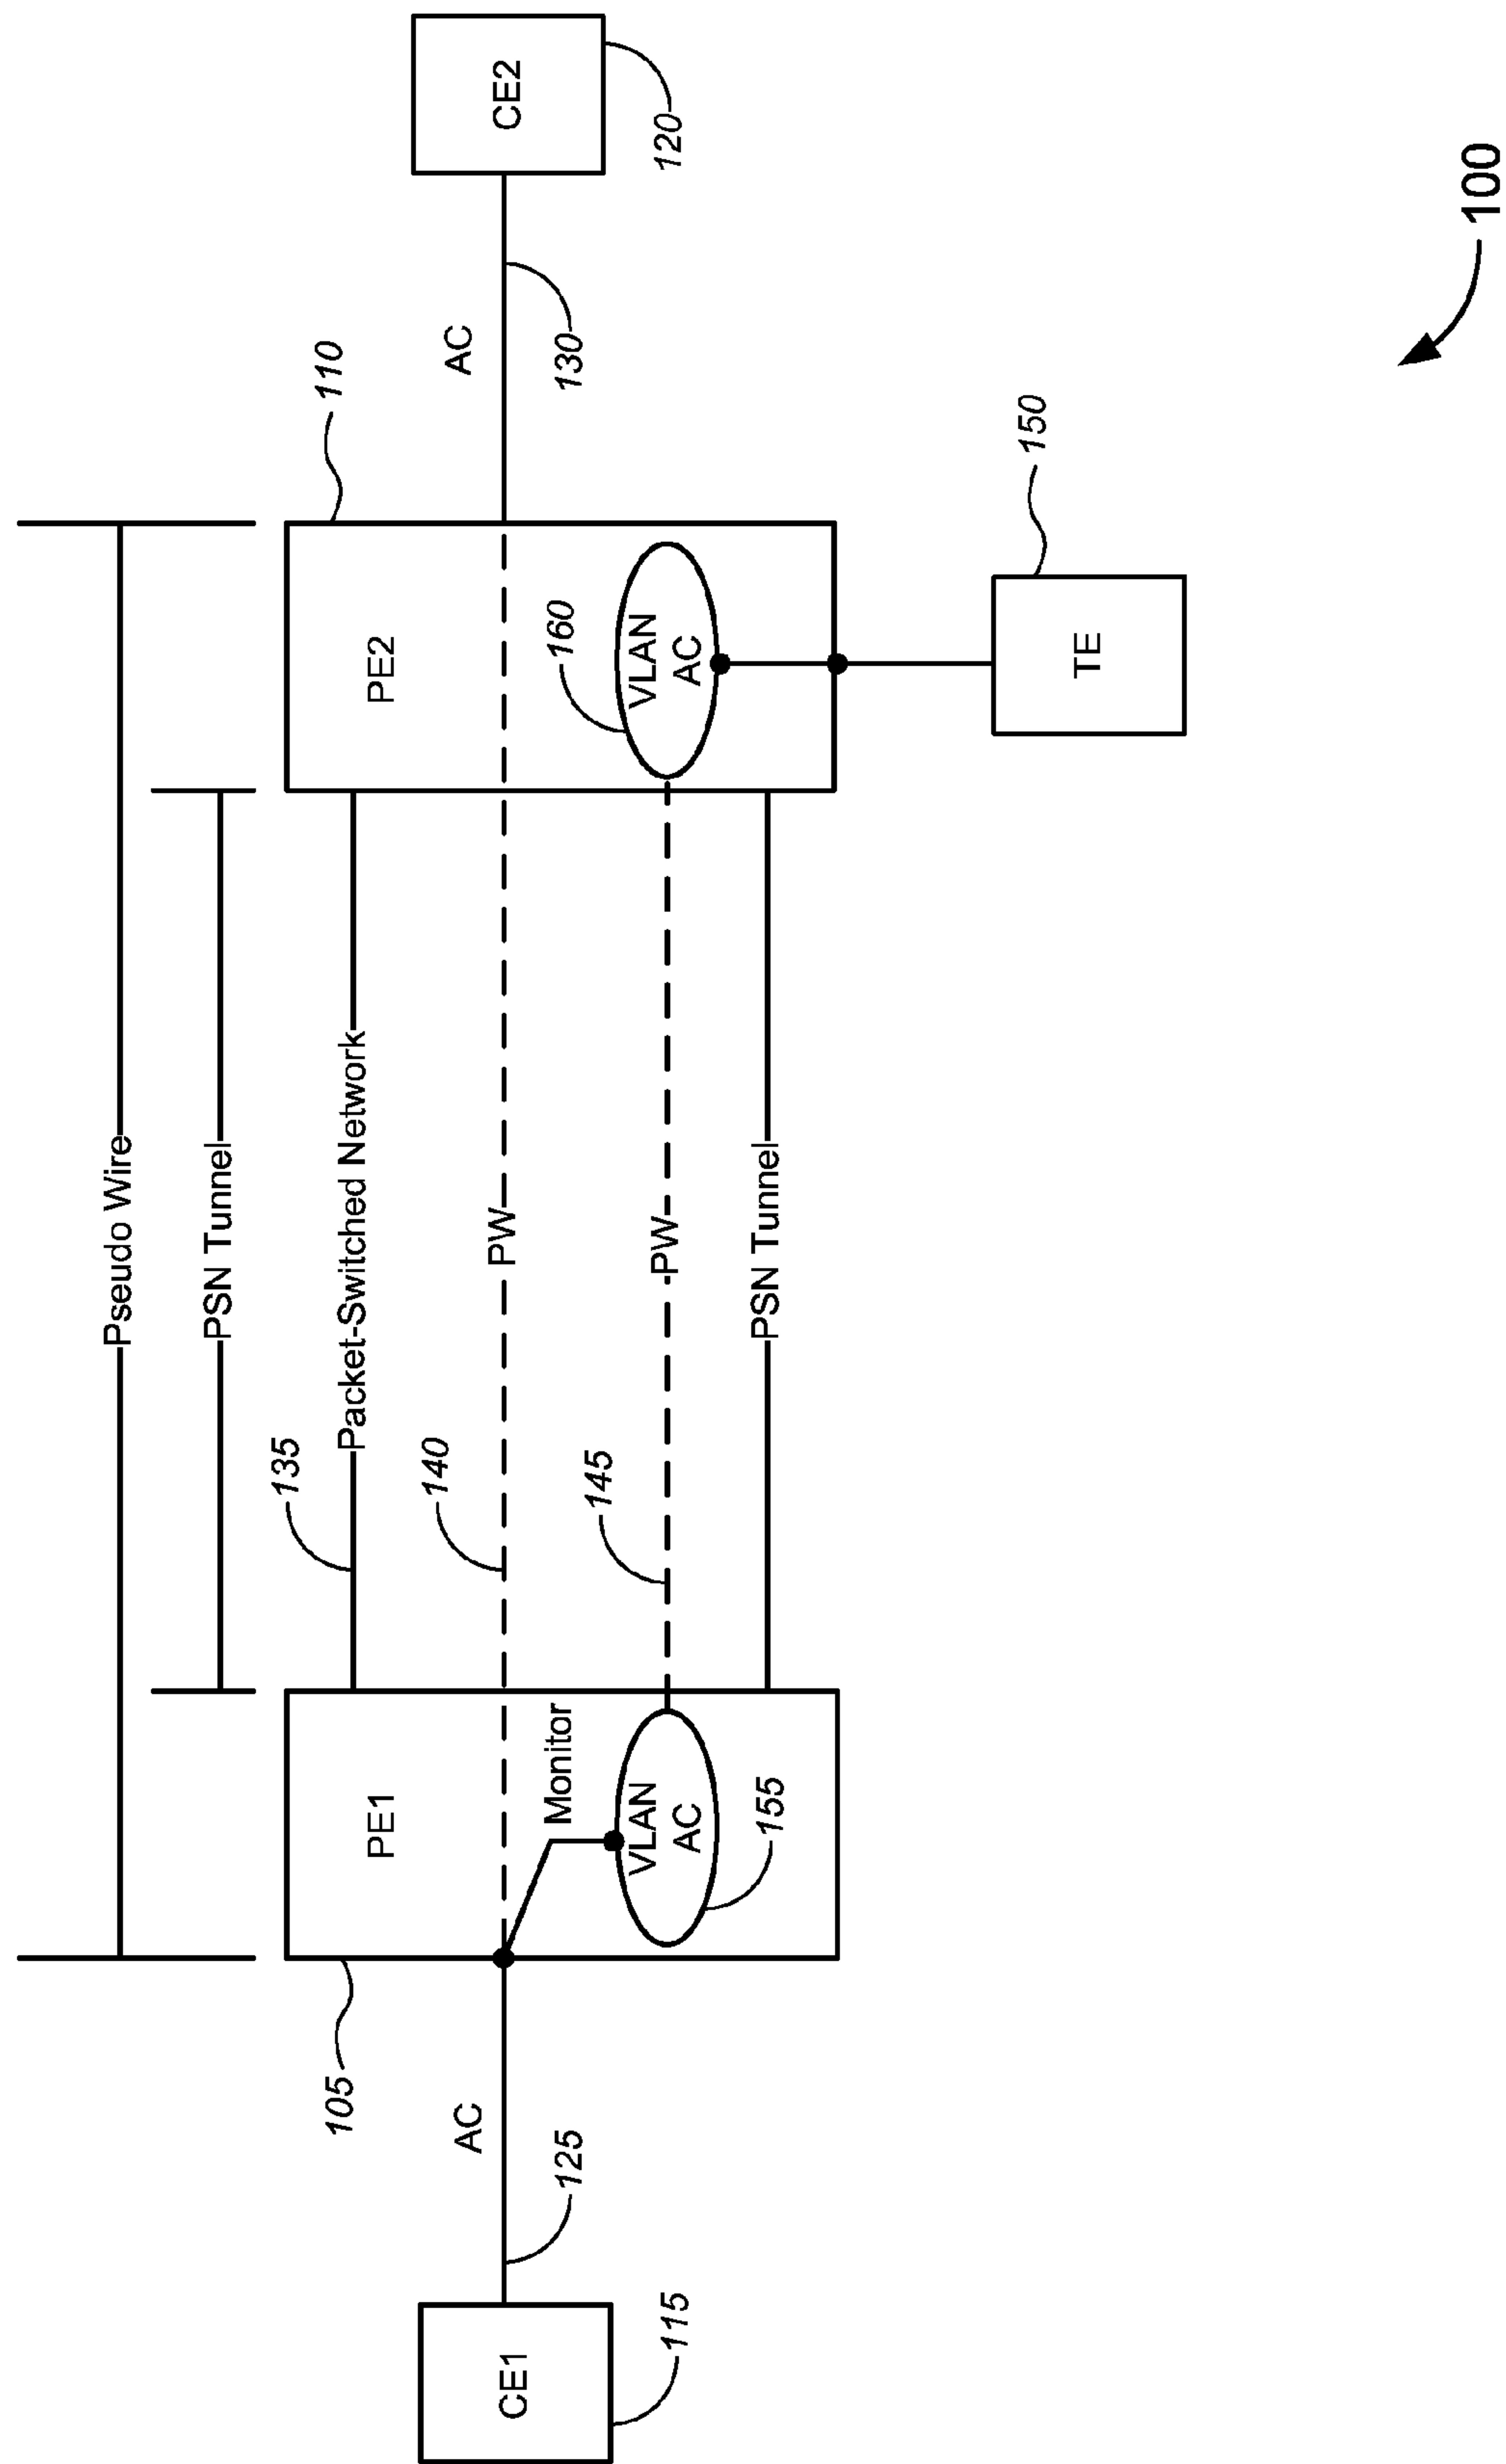 Pseudo Wire
PSN Tunnel
105
135
110
Packet-Switched Network
PE1
PE2
AC
140
AC
CE1
PW
CE2
125
Monitor
130
160
115
145
120
VLAN
AC
PW
VLAN
AC
155
PSN Tunnel
150
TE
100